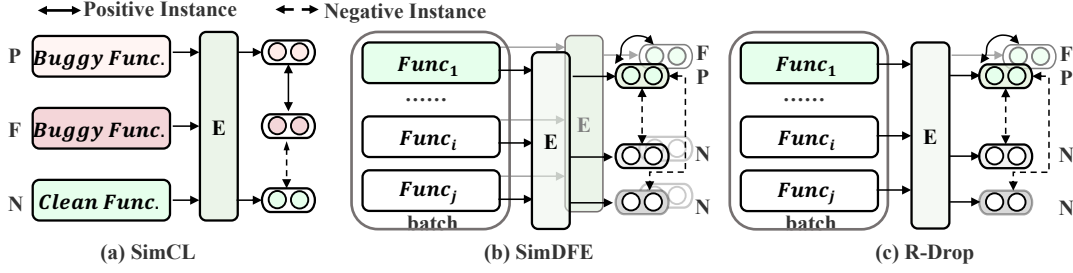 Positive Instance Negative Instance
P Buggy Func.
F Buggy Func.
E
N Clean Func.
(a) SimCL
Func1
......
Funci
Funcj
batch
E
E
F
P
N
N
(b) SimDFE
Func1
......
Funci
Funcj
batch
E
F
P
N
N
(c) R-Drop